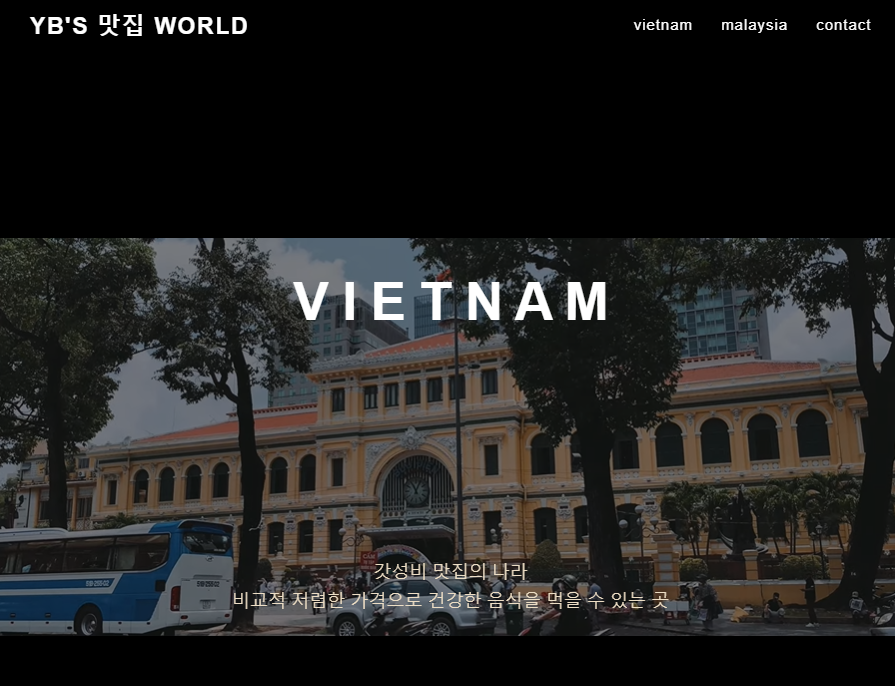 YB'S 맛집 WORLD
vietnam malaysia contact
VIETNAM
갓성비 맛집의 나라
비교적 저렴한 가격으로 건강한 음식을 먹을 수 있는 곳